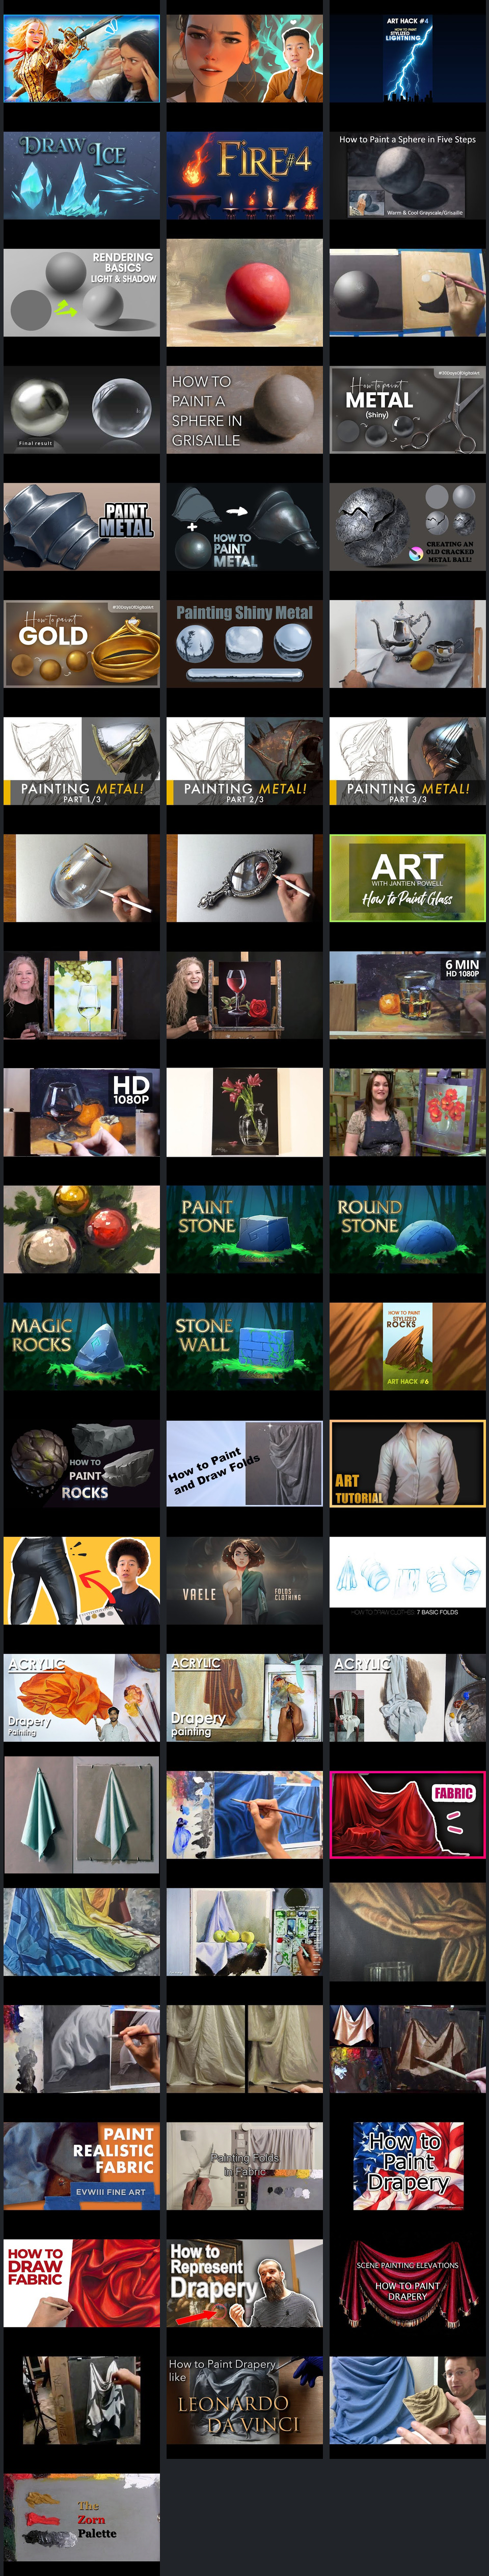 ART HACK #4
HOW TO PAINT
STYLIZED
LIGHTNING
DRAW ICE
FIRE #4
How to Paint a Sphere in Five Steps
Warm & Cool Grayscale/Grisaille
RENDERING
BASICS
LIGHT & SHADOW
Final result
HOW TO
PAINT A
SPHERE IN
GRISAILLE
#30DaysOfDigitalArt
How to paint
METAL
(Shiny)
PAINT
METAL
HOW TO
PAINT
METAL
CREATING AN
OLD CRACKED
METAL BALL!
#30DaysOfDigitalArt
How to paint
GOLD
Painting Shiny Metal
PAINTING METAL!
PART 1/3
PAINTING METAL!
PART 2/3
PAINTING METAL!
PART 3/3
ART
WITH JANTIEN POWELL
How to Paint Glass
6 MIN
HD 1080P
HD
1080P
PAINT
STONE
ROUND
STONE
MAGIC
ROCKS
STONE
WALL
HOW TO PAINT
STYLIZED
ROCKS
ART HACK #6
HOW TO
PAINT
ROCKS
How to Paint
and Draw Folds
ART
TUTORIAL
VAELE
FOLDS
CLOTHING
HOW TO DRAW CLOTHES: 7 BASIC FOLDS
ACRYLIC
Drapery
Painting
ACRYLIC
Drapery
painting
ACRYLIC
FABRIC
PAINT
REALISTIC
FABRIC
EVWIII FINE ART
Painting Folds
in Fabric
How to
Paint
Drapery
HOW TO
DRAW
FABRIC
How to
Represent
Drapery
SCENE PAINTING ELEVATIONS
HOW TO PAINT
DRAPERY
How to Paint Drapery
like
LEONARDO
DA VINCI
The
Zorn
Palette